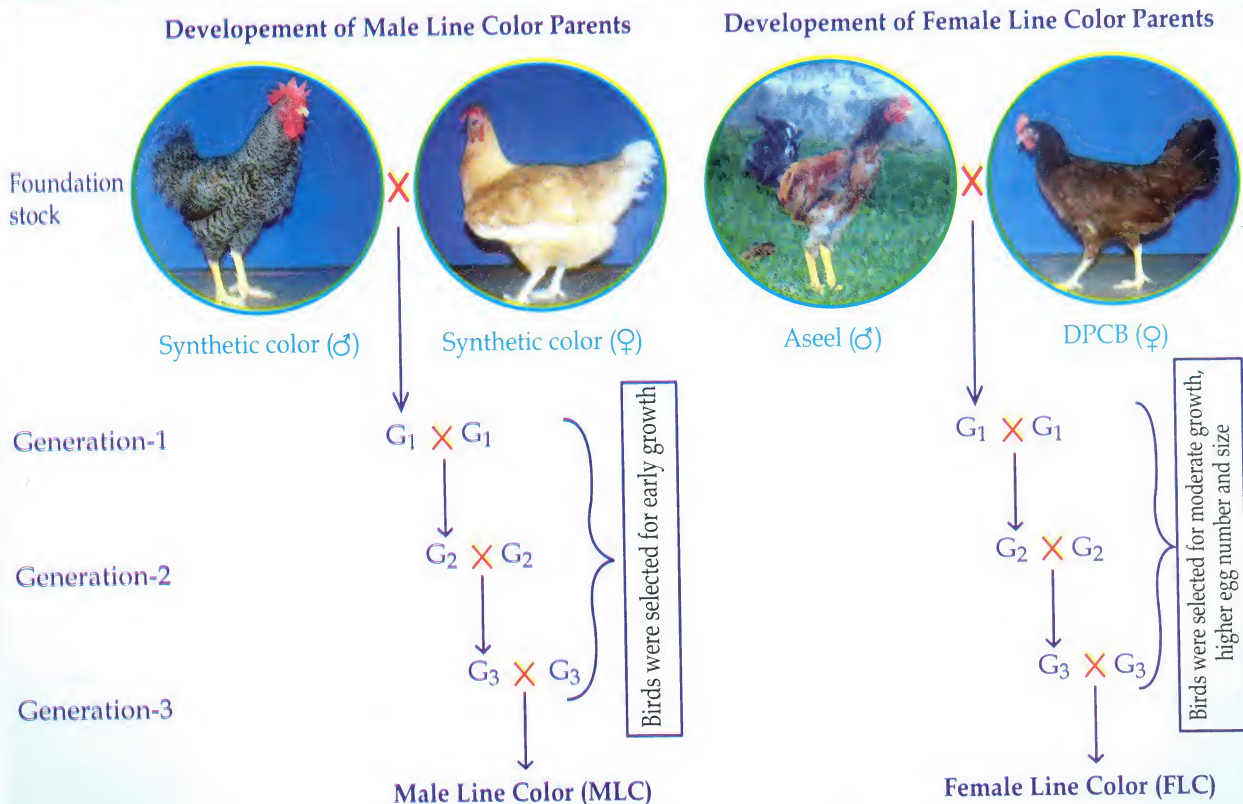 Developement of Male Line Color Parents
Developement of Female Line Color Parents
Foundation
stock
X
X
Synthetic color (♂)
Synthetic color (♀)
Aseel (♂)
DPCB (♀)
Generation-1
G₁ X G₁
G₁ X G₁
Generation-2
G₂ X G₂
G₂ X G₂
Generation-3
G₃ X G₃
G₃ X G₃
Birds were selected for early growth
Birds were selected for moderate growth,
higher egg number and size
Male Line Color (MLC)
Female Line Color (FLC)